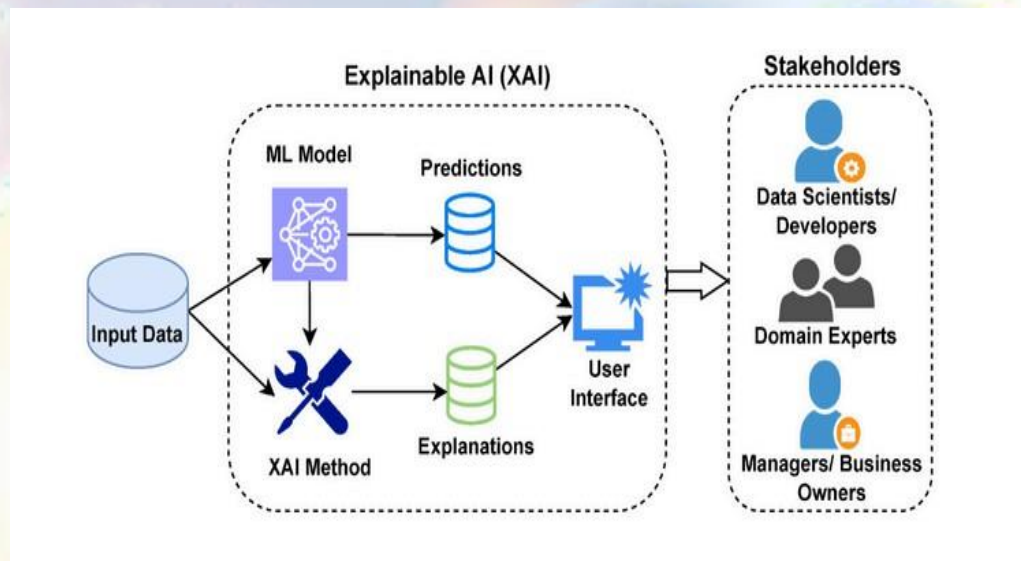 Explainable AI (XAI)
Stakeholders
ML Model
Predictions
Input Data
XAI Method
Explanations
User
Interface
Data Scientists/
Developers
Domain Experts
Managers/ Business
Owners